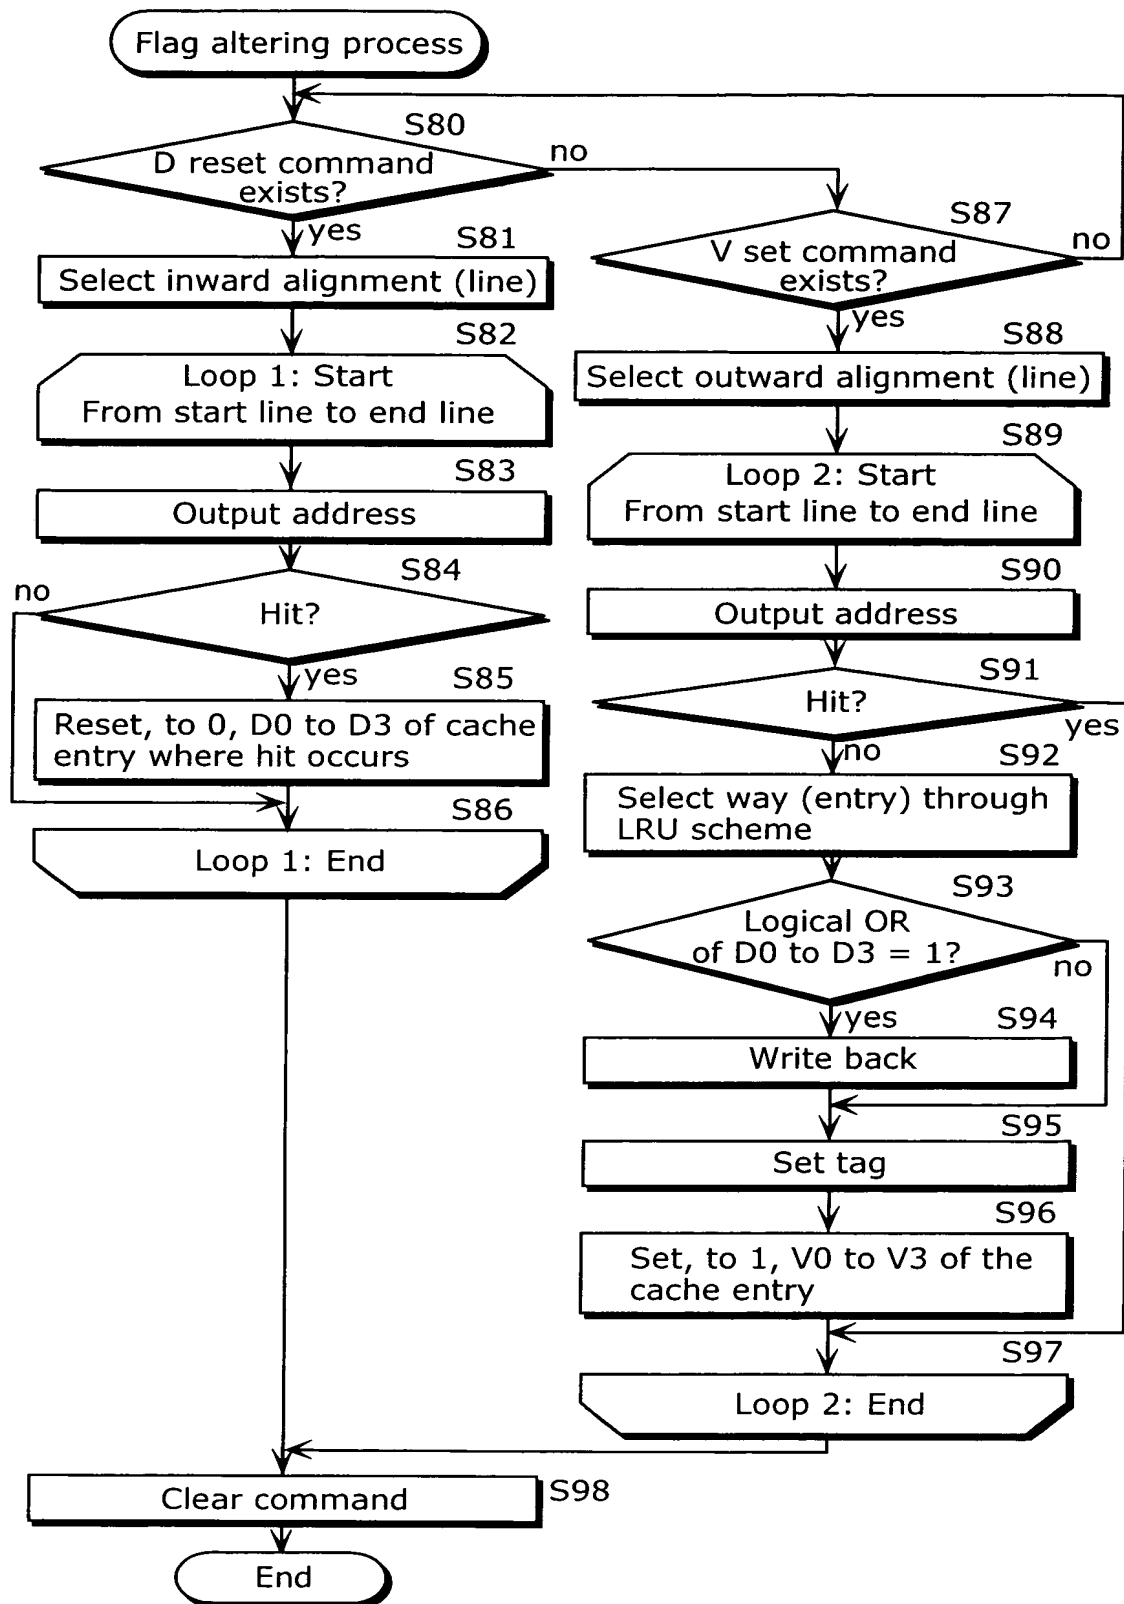 Flag altering process
S80
D reset command
exists?
no
yes
S81
Select inward alignment (line)
S82
Loop 1: Start
From start line to end line
S83
Output address
S84
no
Hit?
yes
S85
Reset, to 0, D0 to D3 of cache
entry where hit occurs
S86
Loop 1: End
S87
V set command
exists?
no
yes
S88
Select outward alignment (line)
S89
Loop 2: Start
From start line to end line
S90
Output address
S91
Hit?
yes
no
S92
Select way (entry) through
LRU scheme
S93
Logical OR
of D0 to D3 = 1?
no
yes
S94
Write back
S95
Set tag
S96
Set, to 1, V0 to V3 of the
cache entry
S97
Loop 2: End
Clear command
S98
End